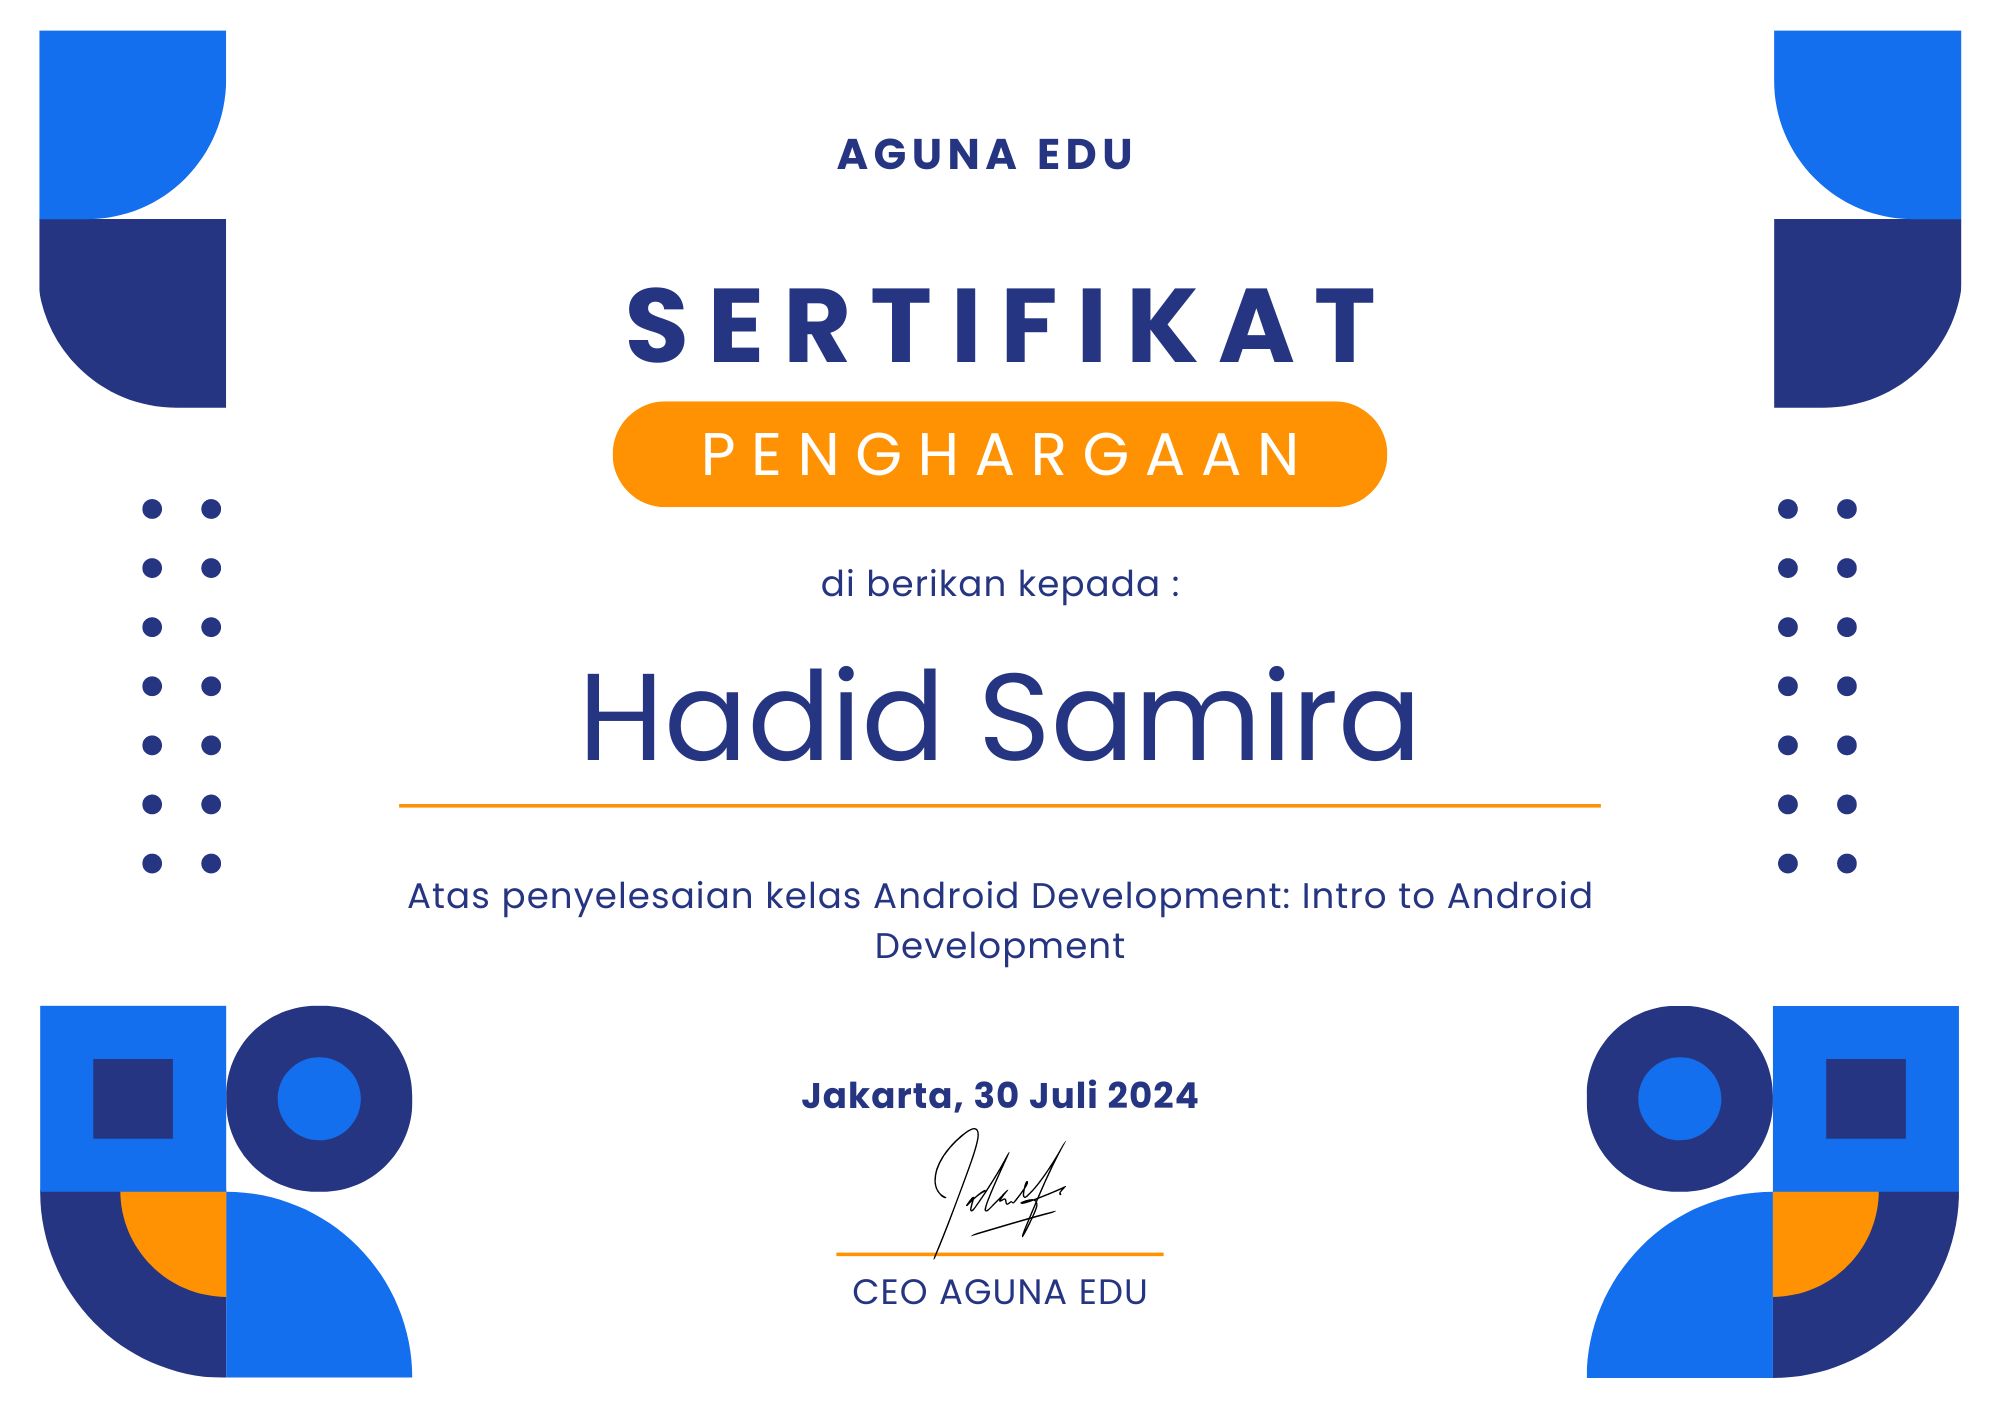 AGUNA EDU
SERTIFIKAT
PENGHARGAAN
di berikan kepada :
Hadid Samira
Atas penyelesaian kelas Android Development: Intro to Android
Development
Jakarta, 30 Juli 2024
CEO AGUNA EDU